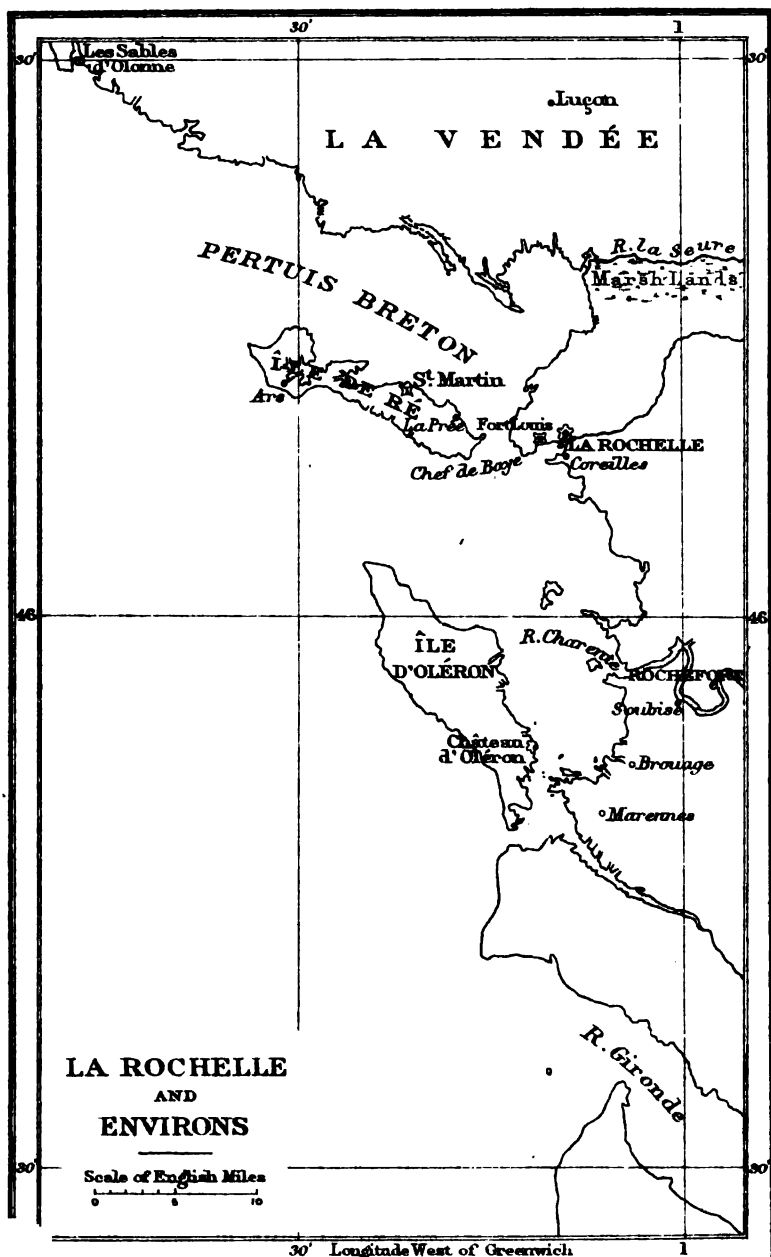 30' 1
30' 30'
Les Sables
d'Olonne
Luçon
LA VENDÉE
R. la Seure
Marsh Lands
PERTUIS BRETON
ÎLE DE RÉ
St. Martin
Ars
La Prée
Fort Louis
LA ROCHELLE
Chef de Baye
Coreilles
46 46
ÎLE
D'OLÉRON
R. Charente
ROCHEFORT
Soubise
Château
d'Oléron
Brouage
Marennes
R. Gironde
LA ROCHELLE
AND
ENVIRONS
Scale of English Miles
0 5 10
30' 30'
30' Longitude West of Greenwich 1